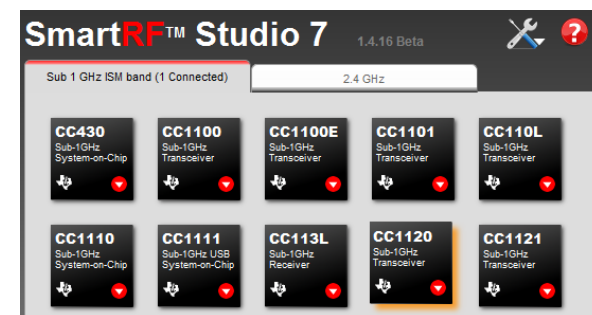 SmartRF™ Studio 7 1.4.16 Beta
?
Sub 1 GHz ISM band (1 Connected) 2.4 GHz
CC430 CC1100 CC1100E CC1101 CC110L
Sub-1GHz Sub-1GHz Sub-1GHz Sub-1GHz Sub-1GHz
System-on-Chip Transceiver Transceiver Transceiver Transceiver
CC1110 CC1111 CC113L CC1120 CC1121
Sub-1GHz Sub-1GHz USB Sub-1GHz Sub-1GHz Sub-1GHz
System-on-Chip System-on-Chip Receiver Transceiver Transceiver